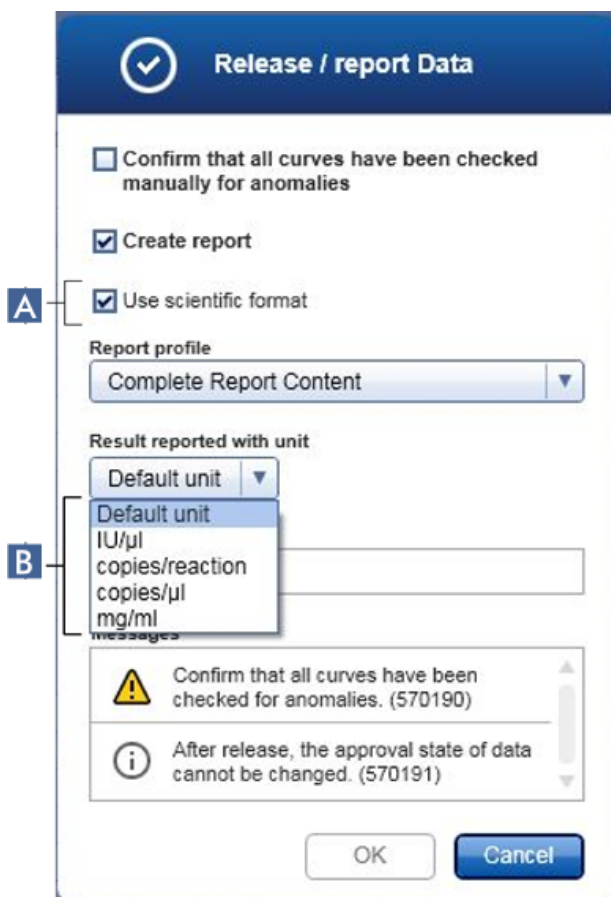 Release / report Data
Confirm that all curves have been checked
manually for anomalies
Create report
A
Use scientific format
Report profile
Complete Report Content
Result reported with unit
Default unit
Default unit
B
IU/µl
copies/reaction
copies/µl
mg/ml
Messages
Confirm that all curves have been
checked for anomalies. (570190)
After release, the approval state of data
cannot be changed. (570191)
OK
Cancel